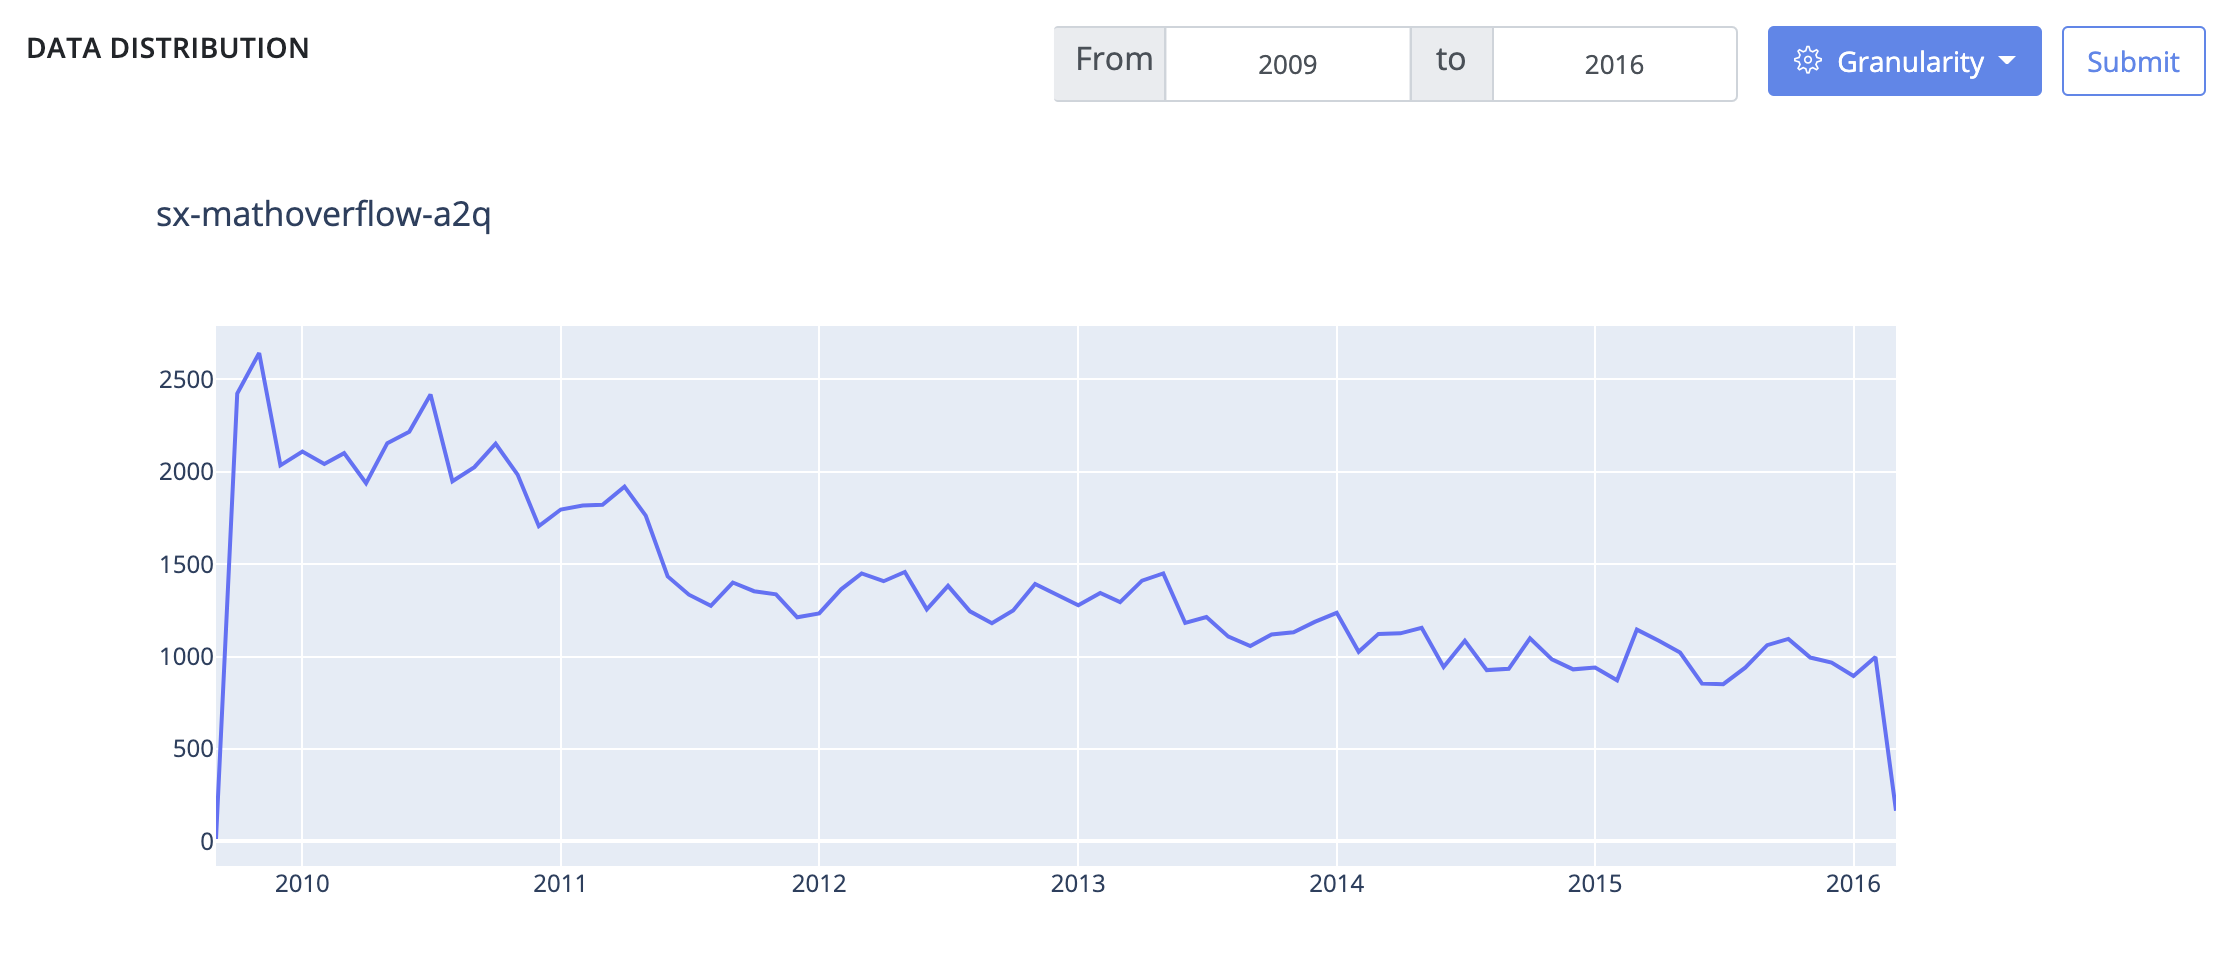 DATA DISTRIBUTION
From 2009 to 2016 Granularity Submit
sx-mathoverflow-a2q
2500
2000
1500
1000
500
0
2010 2011 2012 2013 2014 2015 2016